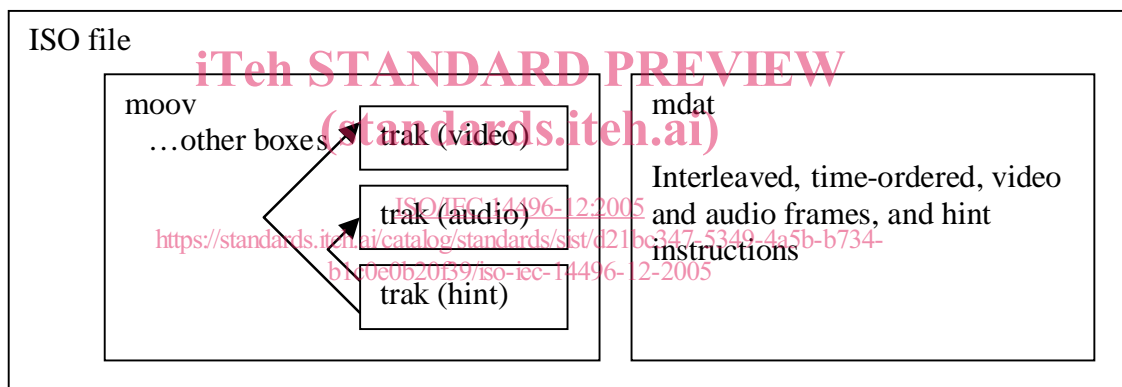 ISO file
iTeh STANDARD PREVIEW
(standards.iteh.ai)
moov
…other boxes
trak (video)
trak (audio)
trak (hint)
mdat
Interleaved, time-ordered, video
and audio frames, and hint
instructions
ISO/IEC 14496-12:2005
https://standards.iteh.ai/catalog/standards/sist/d21bc347-5349-4a5b-b734-
b1c0e0b20f39/iso-iec-14496-12-2005